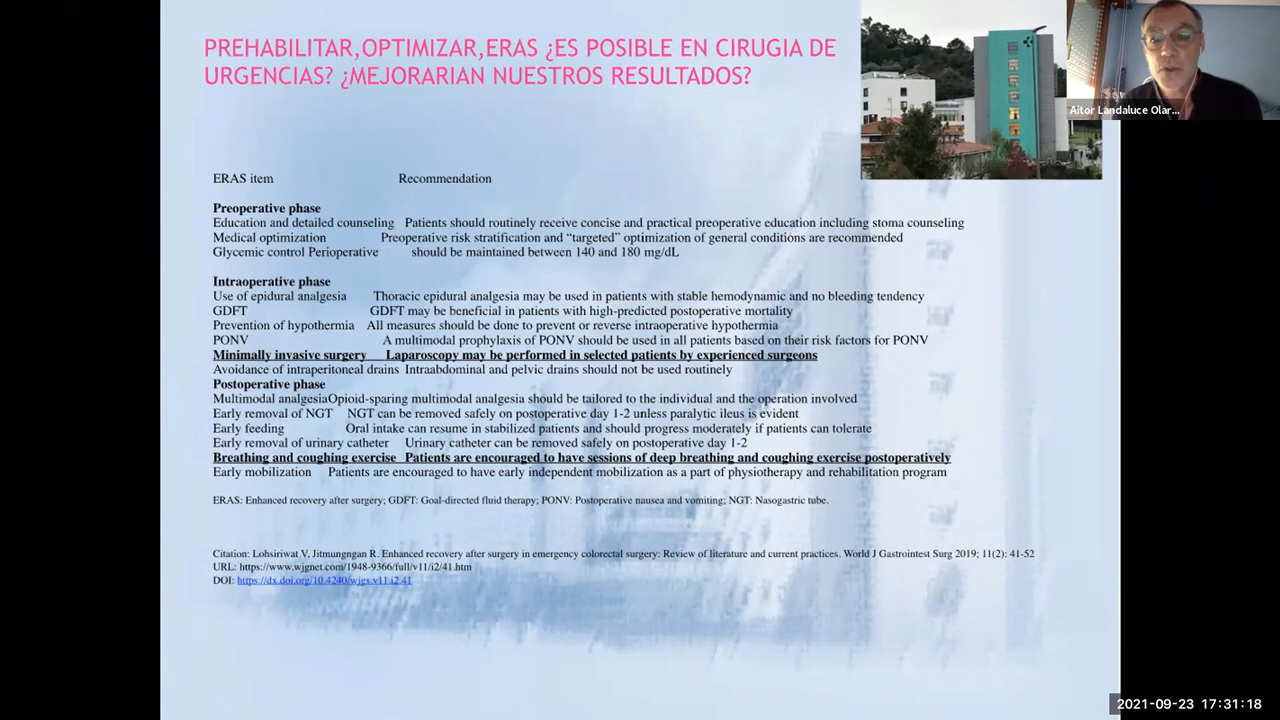 PREHABILITAR,OPTIMIZAR,ERAS ¿ES POSIBLE EN CIRUGIA DE
URGENCIAS? ¿MEJORARIAN NUESTROS RESULTADOS?
Aitor Landaluce Olar...
ERAS item Recommendation
Preoperative phase
Education and detailed counseling Patients should routinely receive concise and practical preoperative education including stoma counseling
Medical optimization Preoperative risk stratification and “targeted” optimization of general conditions are recommended
Glycemic control Perioperative should be maintained between 140 and 180 mg/dL
Intraoperative phase
Use of epidural analgesia Thoracic epidural analgesia may be used in patients with stable hemodynamic and no bleeding tendency
GDFT GDFT may be beneficial in patients with high-predicted postoperative mortality
Prevention of hypothermia All measures should be done to prevent or reverse intraoperative hypothermia
PONV A multimodal prophylaxis of PONV should be used in all patients based on their risk factors for PONV
Minimally invasive surgery Laparoscopy may be performed in selected patients by experienced surgeons
Avoidance of intraperitoneal drains Intraabdominal and pelvic drains should not be used routinely
Postoperative phase
Multimodal analgesiaOpioid-sparing multimodal analgesia should be tailored to the individual and the operation involved
Early removal of NGT NGT can be removed safely on postoperative day 1-2 unless paralytic ileus is evident
Early feeding Oral intake can resume in stabilized patients and should progress moderately if patients can tolerate
Early removal of urinary catheter Urinary catheter can be removed safely on postoperative day 1-2
Breathing and coughing exercise Patients are encouraged to have sessions of deep breathing and coughing exercise postoperatively
Early mobilization Patients are encouraged to have early independent mobilization as a part of physiotherapy and rehabilitation program
ERAS: Enhanced recovery after surgery; GDFT: Goal-directed fluid therapy; PONV: Postoperative nausea and vomiting; NGT: Nasogastric tube.
Citation: Lohsiriwat V, Jitmungngan R. Enhanced recovery after surgery in emergency colorectal surgery: Review of literature and current practices. World J Gastrointest Surg 2019; 11(2): 41-52
URL: https://www.wjgnet.com/1948-9366/full/v11/i2/41.htm
DOI: https://dx.doi.org/10.4240/wjgs.v11.i2.41
2021-09-23 17:31:18